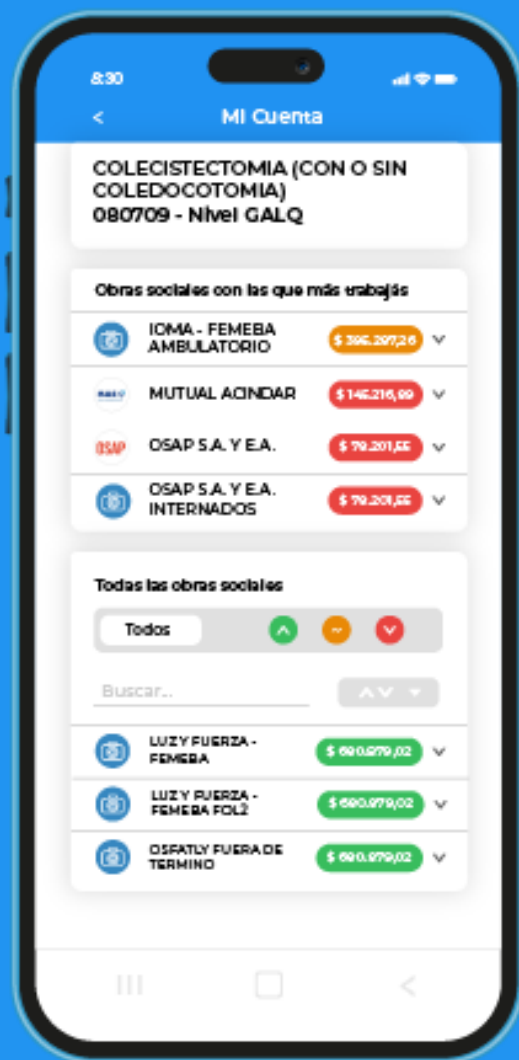 8:30
<
Mi Cuenta
COLECISTECTOMIA (CON O SIN
COLEDOCOTOMIA)
080709 - Nivel GALQ
Obras sociales con las que más trabajás
IOMA - FEMEBA
AMBULATORIO
MUTUAL ACINDAR
$ 145.216,99
OSAP
OSAP S.A. Y E.A.
$ 79.201,55
OSAP S.A. Y E.A.
INTERNADOS
$ 79.201,55
Todas las obras sociales
Todos
Buscar...
LUZ Y FUERZA -
FEMEBA
$ 690.979,02
LUZ Y FUERZA -
FEMEBA FOL2
$ 690.979,02
OSFATLY FUERA DE
TERMINO
$ 690.979,02